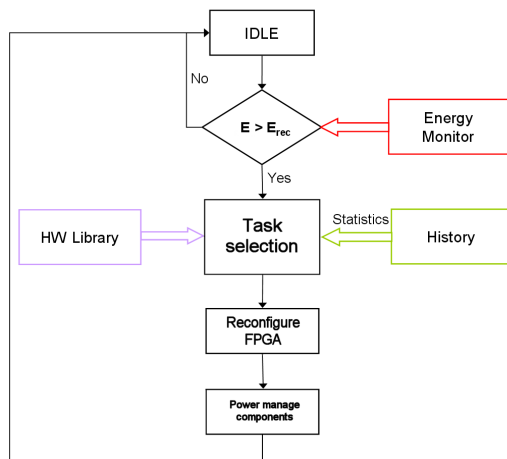 IDLE
No
E > Erec
Energy
Monitor
Yes
HW Library
Task
selection
Statistics
History
Reconfigure
FPGA
Power manage
components